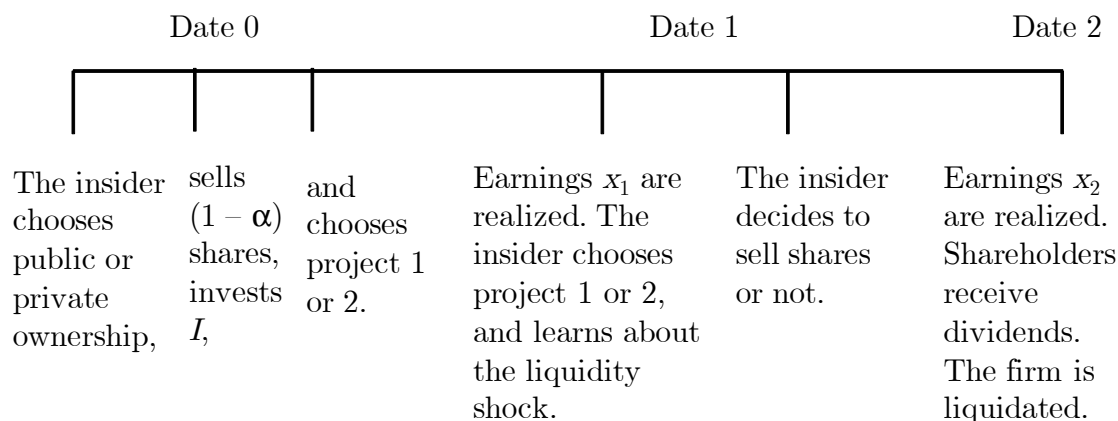 Date 0
Date 1
Date 2
The insider
chooses
public or
private
ownership,
sells
(1 – α)
shares,
invests
I,
and
chooses
project 1
or 2.
Earnings x₁ are
realized. The
insider chooses
project 1 or 2,
and learns about
the liquidity
shock.
The insider
decides to
sell shares
or not.
Earnings x₂
are realized.
Shareholders
receive
dividends.
The firm is
liquidated.